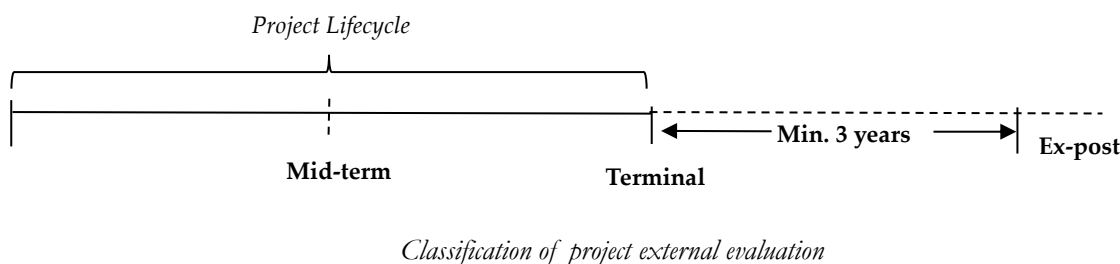 Project Lifecycle
Min. 3 years
Ex-post
Mid-term
Terminal
Classification of project external evaluation